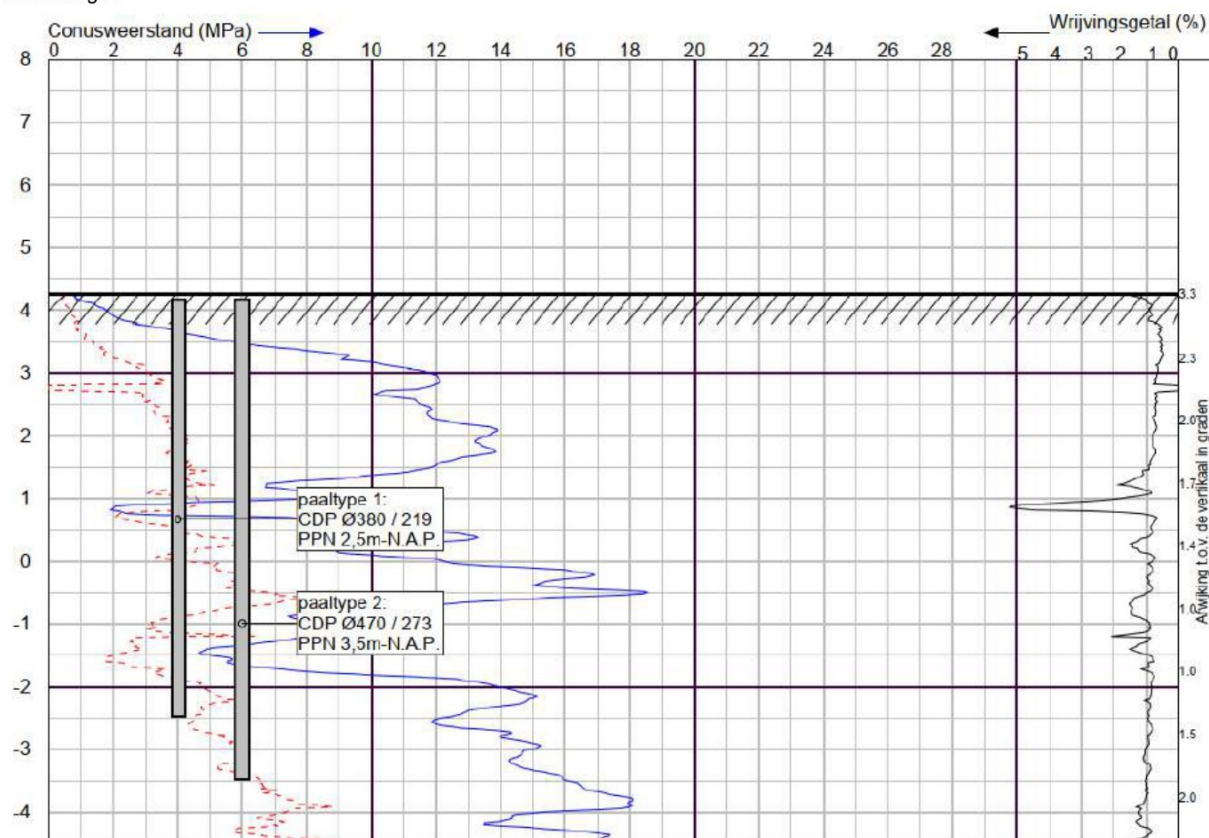 Conusweerstand (MPa)
Wrijvingsgetal (%)
0 2 4 6 10 12 14 16 18 20 22 24 26 28 5 4 3 2 1 0
8
7
6
5
4
3.3
3
2.3
2
2.0
1
1.7
paaltype 1:
CDP Ø380 / 219
PPN 2,5m-N.A.P.
0
1.4
paaltype 2:
CDP Ø470 / 273
PPN 3,5m-N.A.P.
-1
1.0
-2
1.0
-3
1.5
-4
2.0
Afwijking t.o.v. de vertikaal in graden